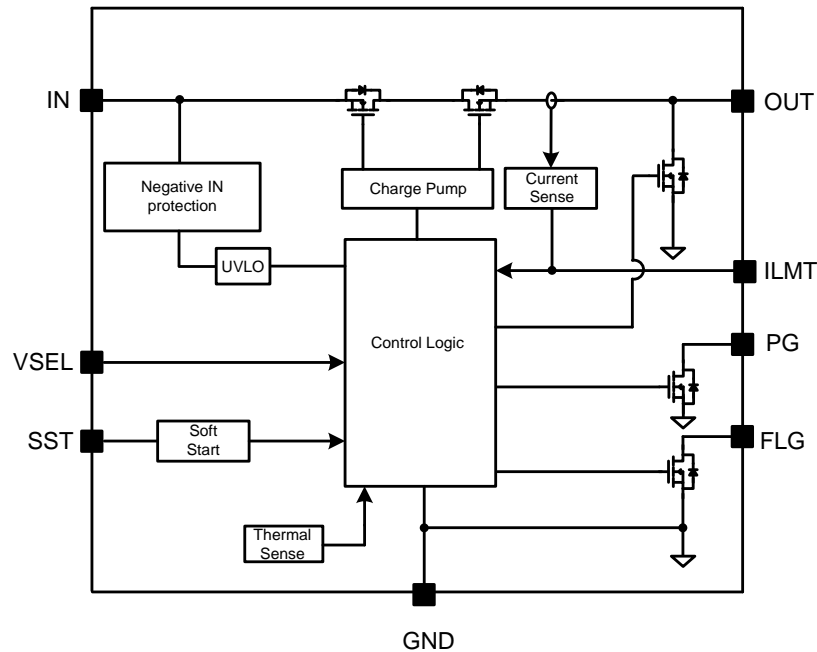 IN
OUT
Negative IN
protection
Charge Pump
Current
Sense
UVLO
ILMT
Control Logic
VSEL
PG
SST
Soft
Start
FLG
Thermal
Sense
GND